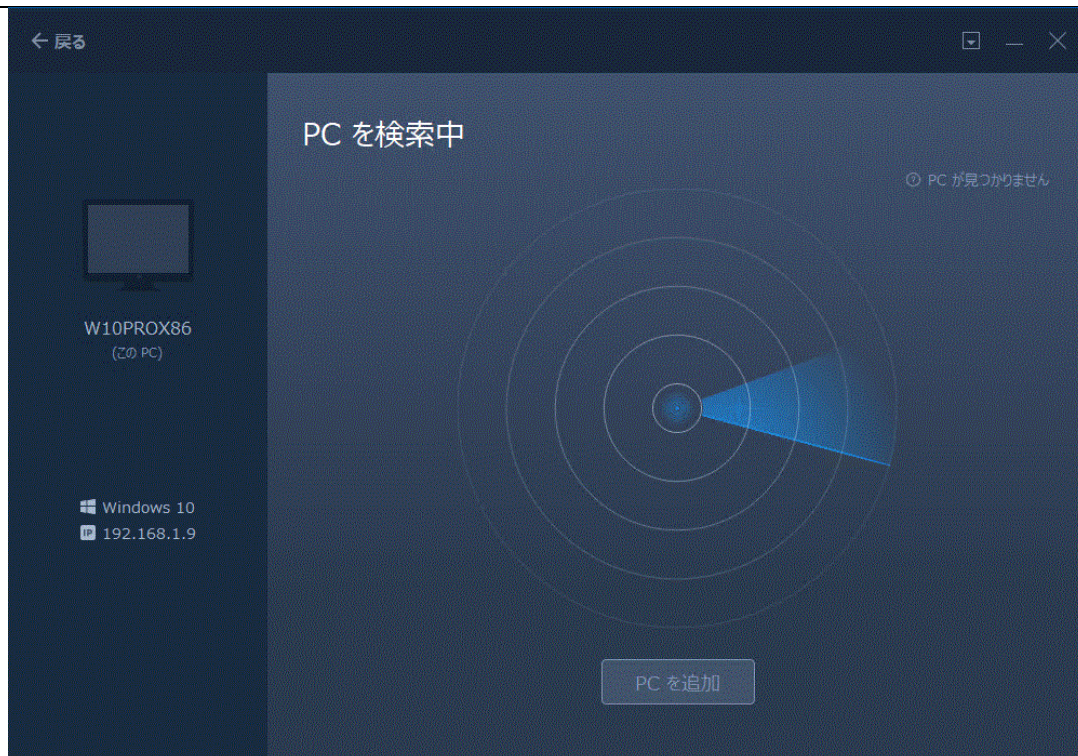 戻る
PC を検索中
PC が見つかりません
W10PROX86
(この PC)
Windows 10
IP 192.168.1.9
PC を追加